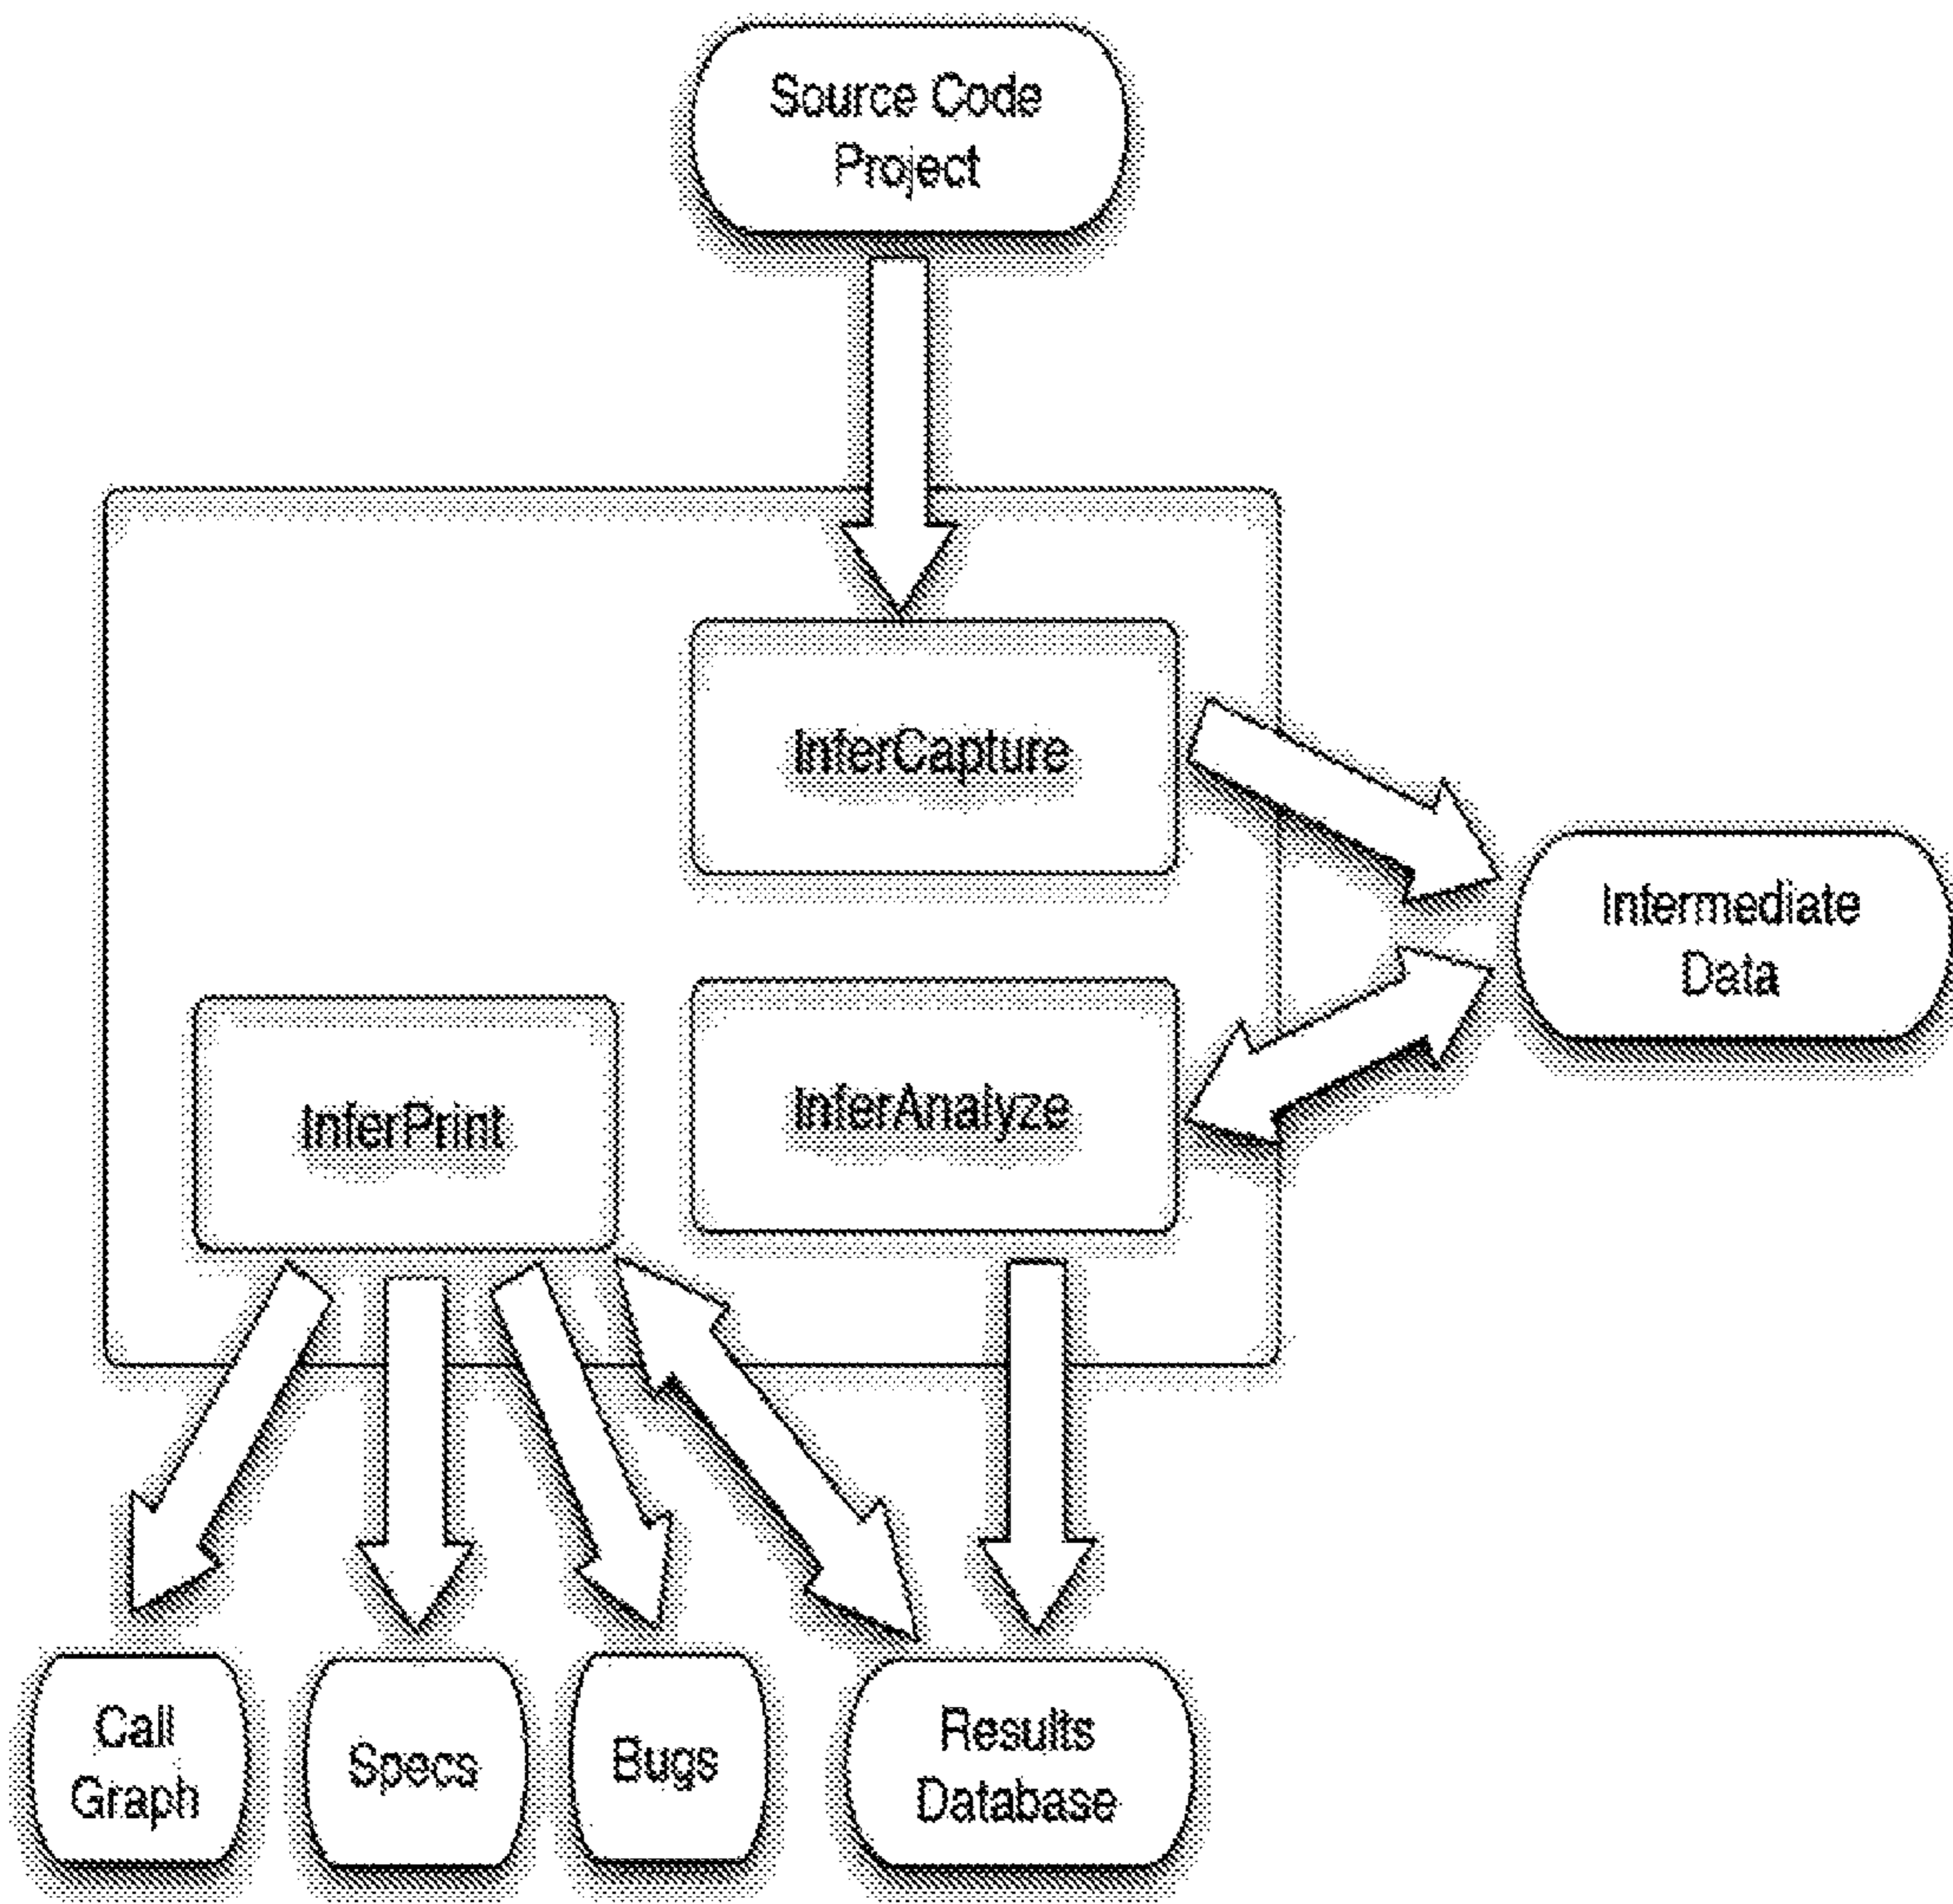 Source Code
Project
InferCapture
Intermediate
Data
InferPrint
InferAnalyze
Call
Graph
Specs
Bugs
Results
Database